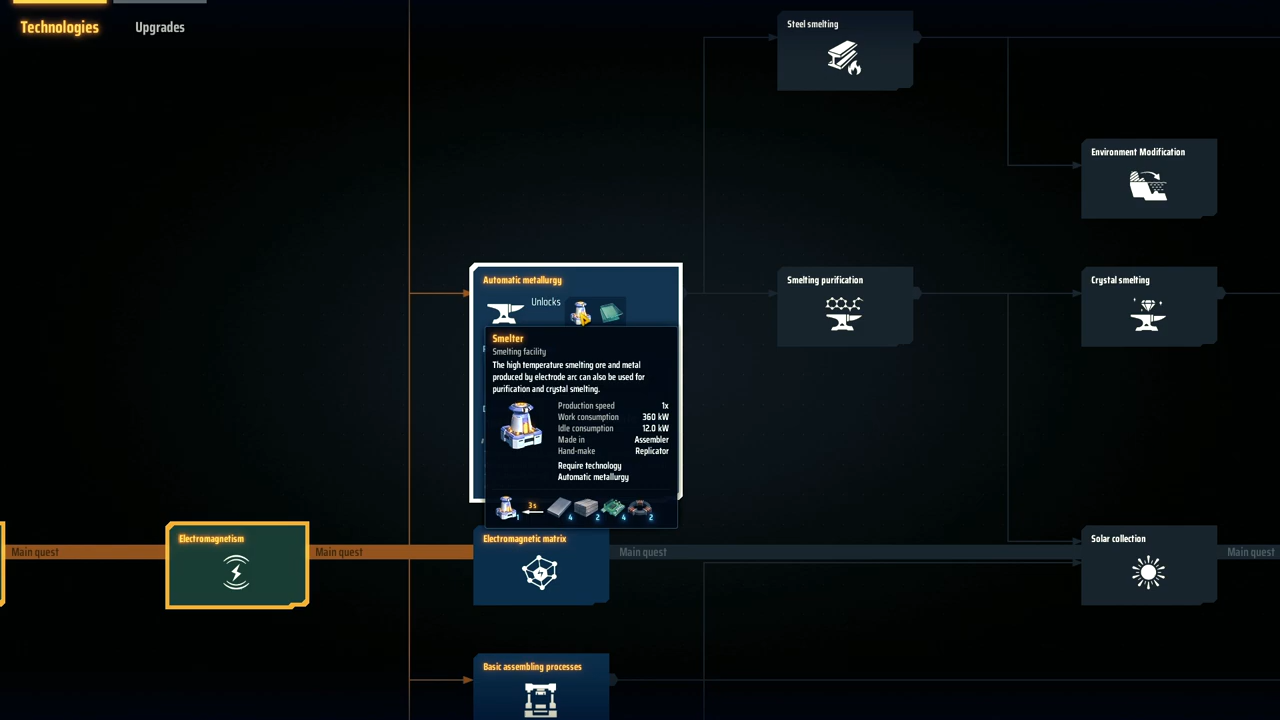 Technologies
Upgrades
Steel smelting
Environment Modification
Automatic metallurgy
Unlocks
Smelting purification
Crystal smelting
Smelter
Smelting facility
The high temperature smelting ore and metal
produced by electrode arc can also be used for
purification and crystal smelting.
Production speed 1x
Work consumption 360 kW
Idle consumption 12.0 kW
Made in Assembler
Hand-make Replicator
Require technology
Automatic metallurgy
3s
1 4 2 4 2
Main quest
Electromagnetism
Main quest
Electromagnetic matrix
Main quest
Solar collection
Main quest
Basic assembling processes